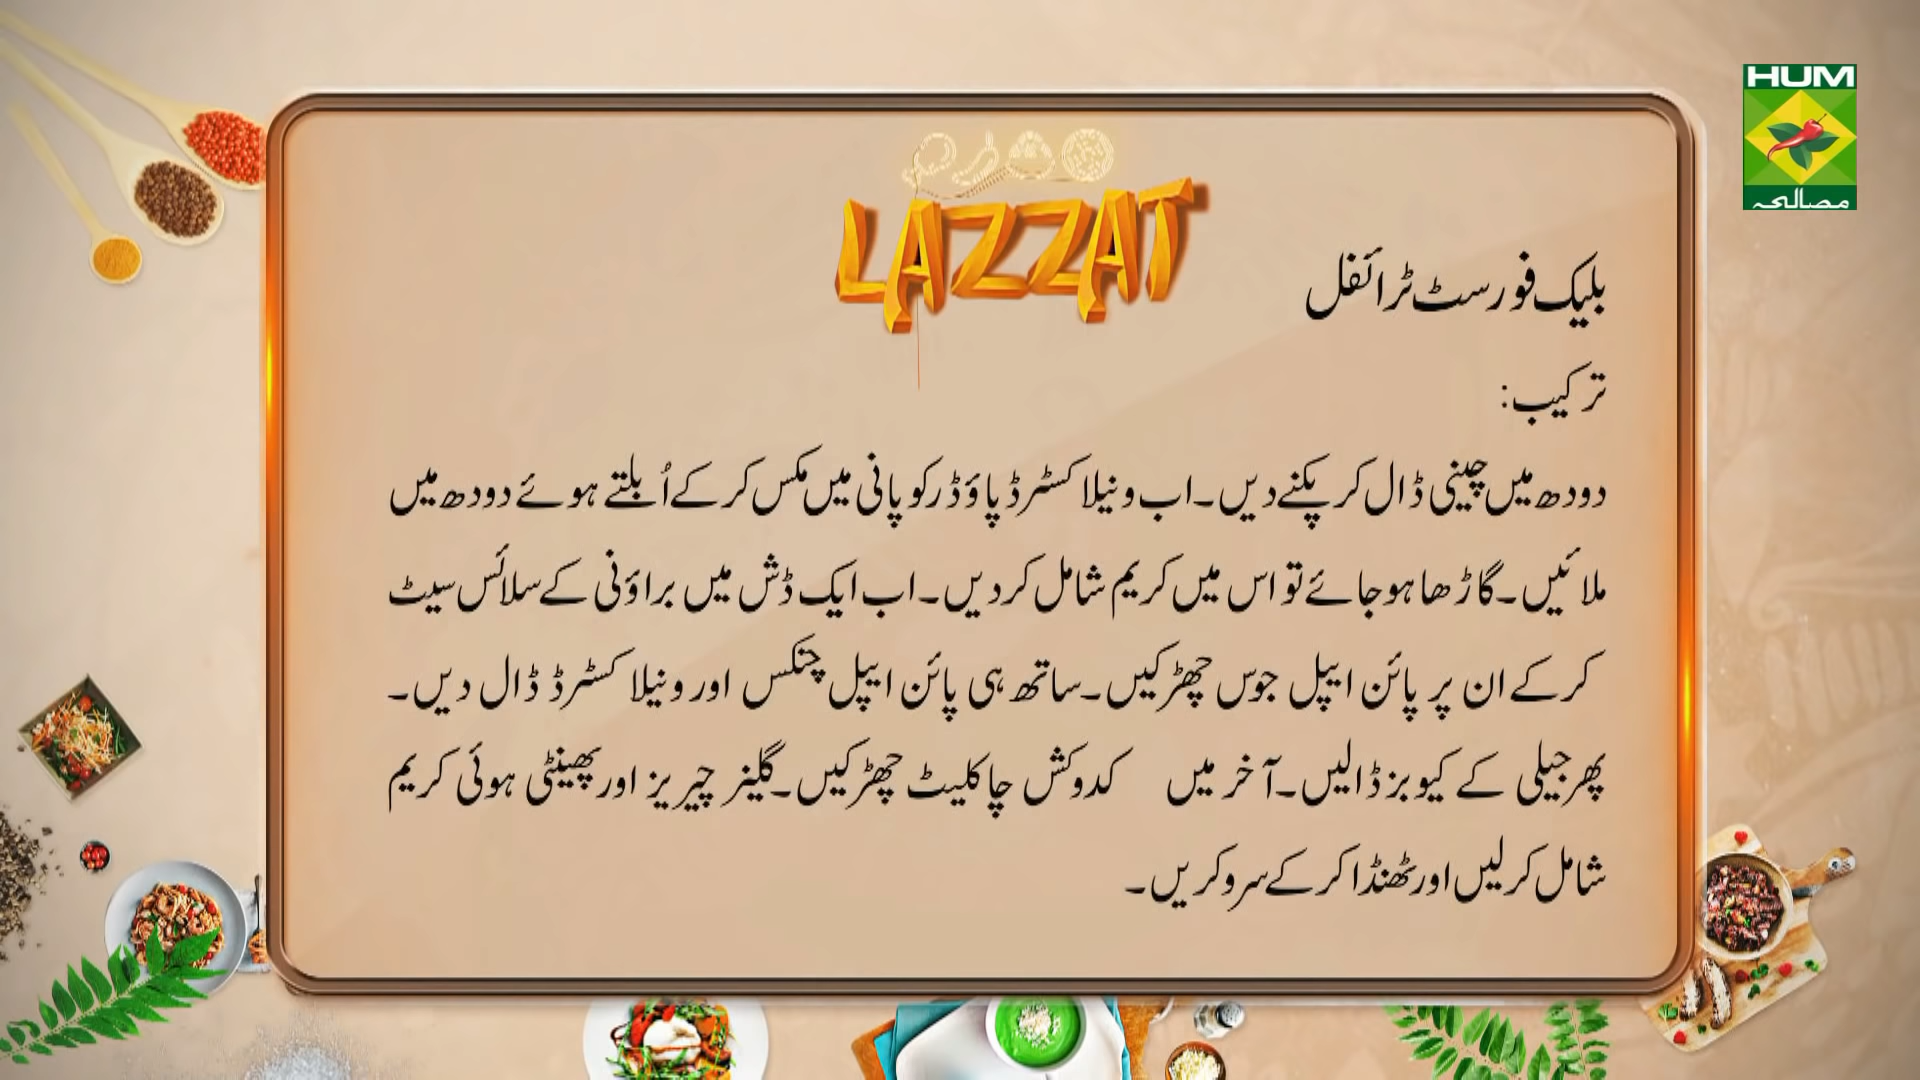 HUM
مصالحہ
LAZZAT
بلیک فورسٹ ٹرائفل
ترکیب:
دودھ میں چینی ڈال کر پکنے دیں۔ اب ونیلا کسٹرڈ پاؤڈر کو پانی میں مکس کر کے اُبلتے ہوئے دودھ میں
ملائیں۔ گاڑھا ہو جائے تو اس میں کریم شامل کر دیں۔ اب ایک ڈش میں براؤنی کے سلائس سیٹ
کر کے ان پر پائن ایپل جوس چھڑکیں۔ ساتھ ہی پائن ایپل چنکس اور ونیلا کسٹرڈ ڈال دیں۔
پھر جیلی کے کیوبز ڈالیں۔ آخر میں کدوکش چاکلیٹ چھڑکیں۔ گلیز چیریز اور پھینٹی ہوئی کریم
شامل کر لیں اور ٹھنڈا کر کے سرو کریں۔